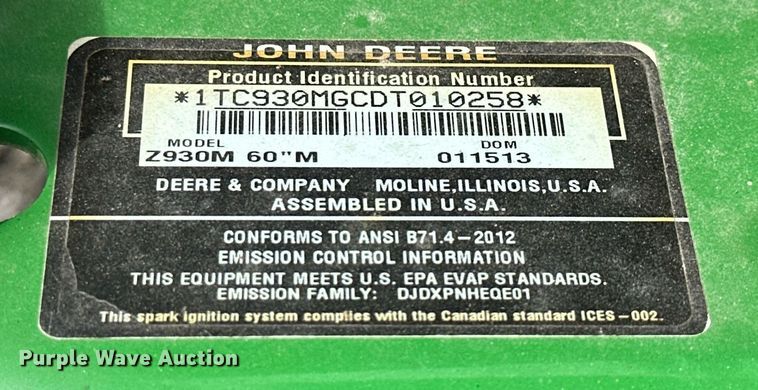 JOHN DEERE
Product Identification Number
*1TC930MGCDT010258*
MODEL DOM
Z930M 60"M 011513
DEERE & COMPANY MOLINE,ILLINOIS,U.S.A.
ASSEMBLED IN U.S.A.
CONFORMS TO ANSI B71.4-2012
EMISSION CONTROL INFORMATION
THIS EQUIPMENT MEETS U.S. EPA EVAP STANDARDS.
EMISSION FAMILY: DJDXPNHEQE01
This spark ignition system complies with the Canadian standard ICES-002.
Purple Wave Auction